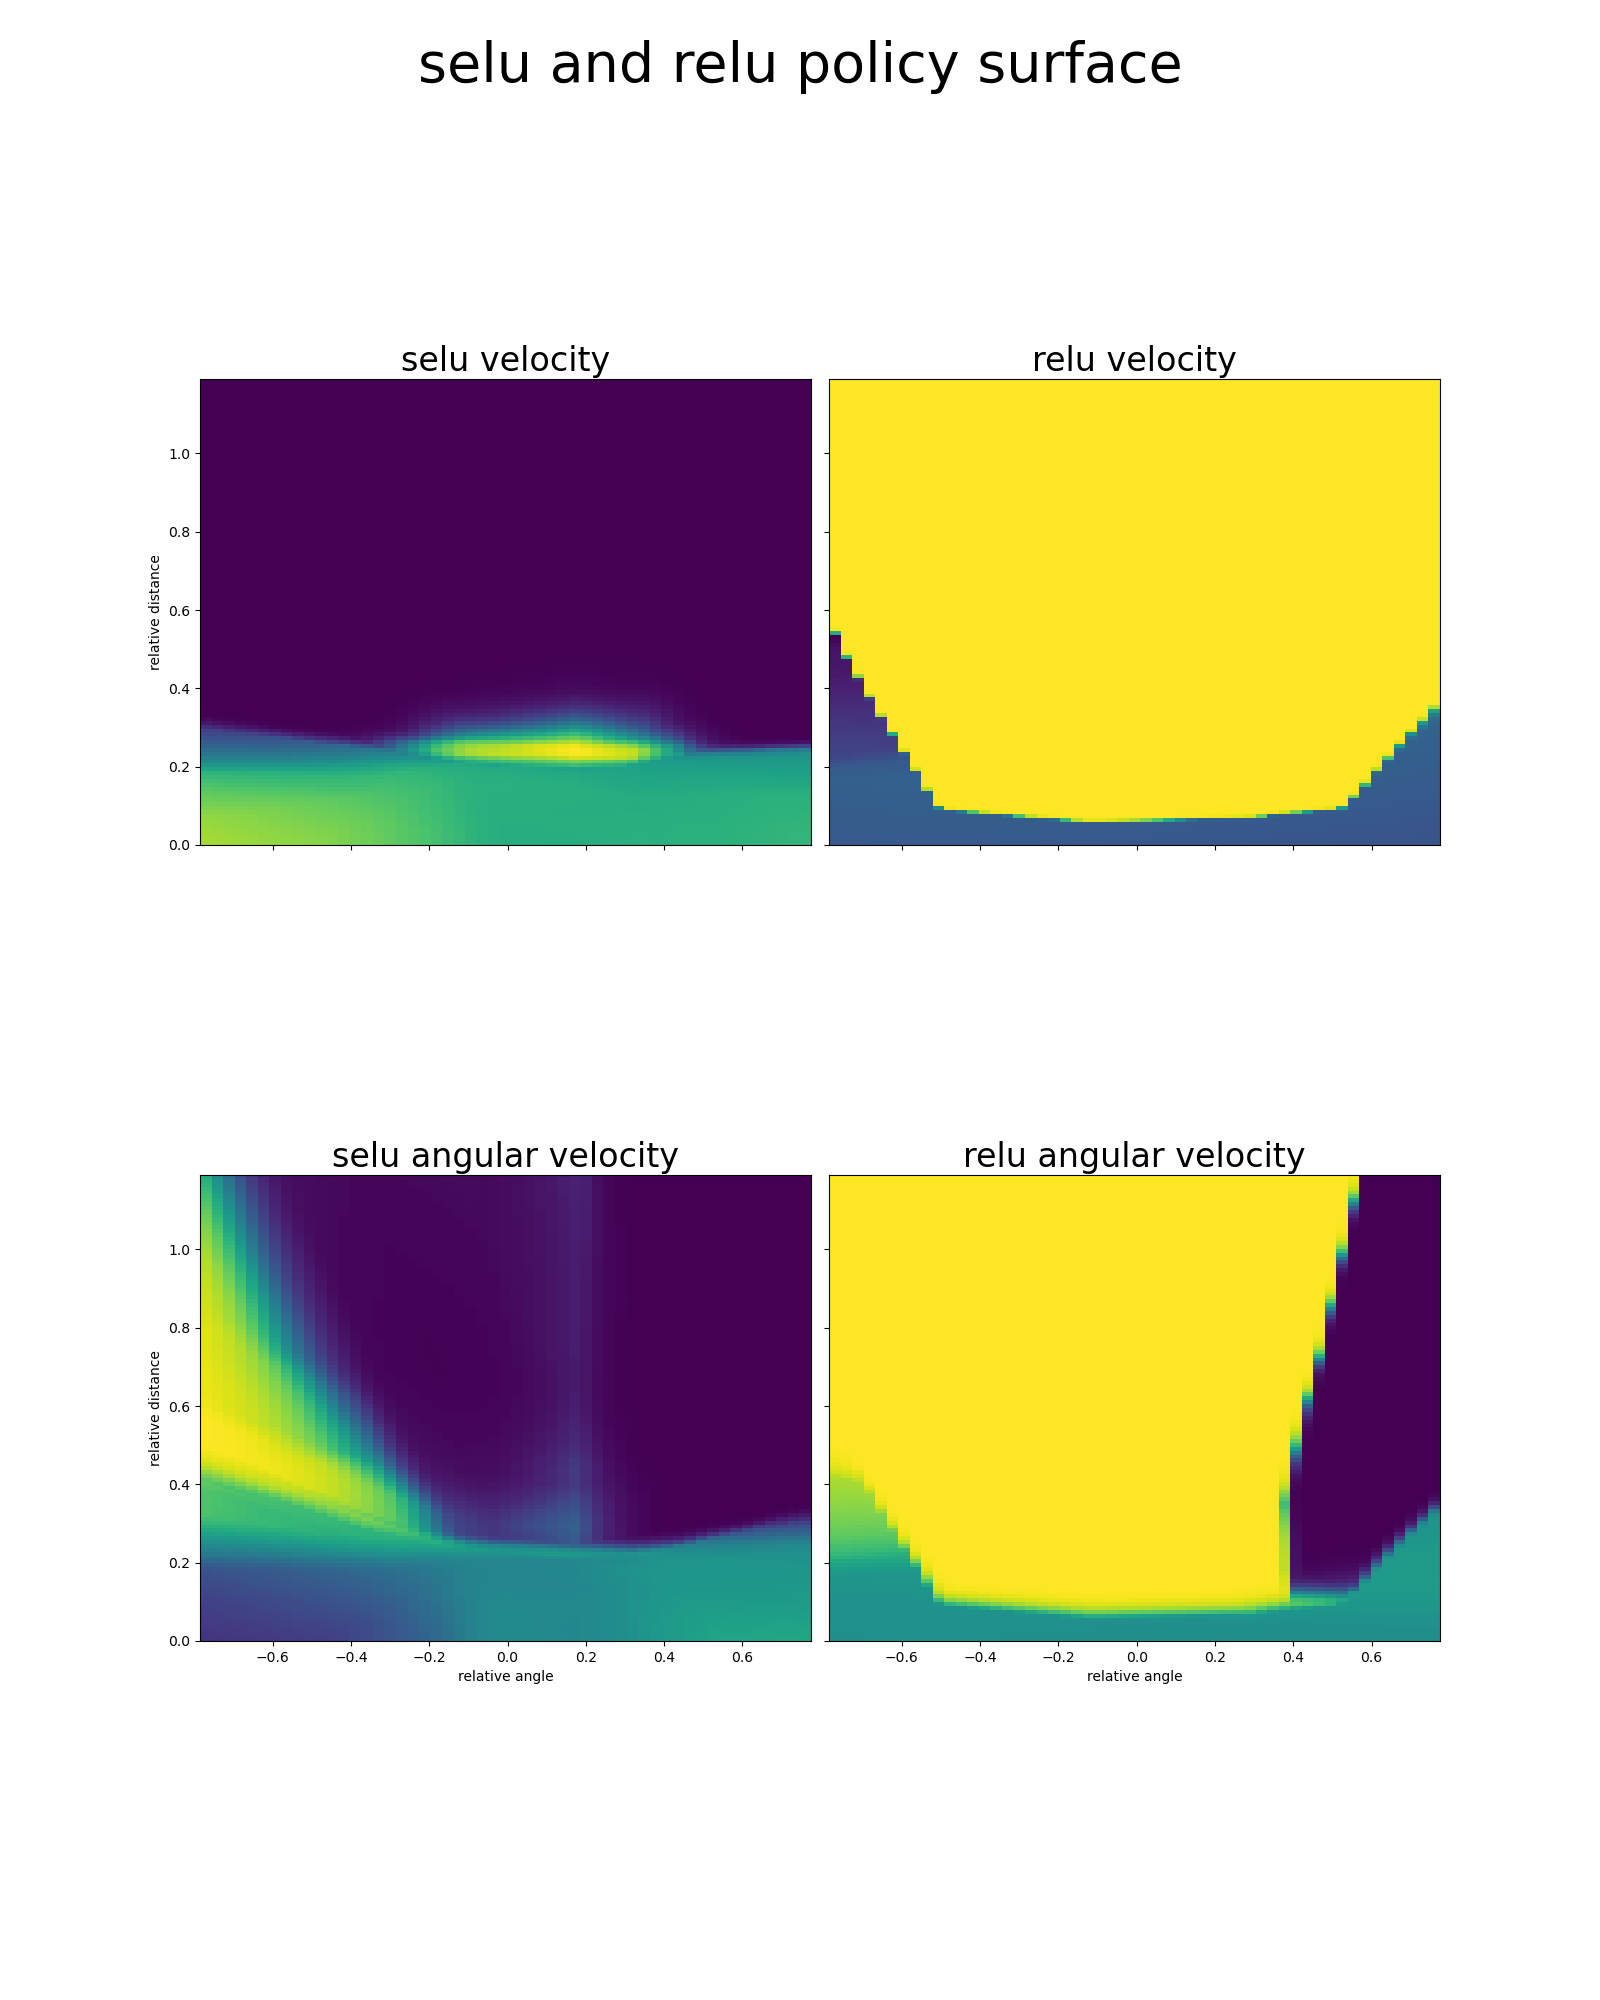 selu and relu policy surface
selu velocity
relu velocity
relative distance
1.0
0.8
0.6
0.4
0.2
0.0
selu angular velocity
relu angular velocity
relative distance
1.0
0.8
0.6
0.4
0.2
0.0
−0.6 −0.4 −0.2 0.0 0.2 0.4 0.6
relative angle
−0.6 −0.4 −0.2 0.0 0.2 0.4 0.6
relative angle